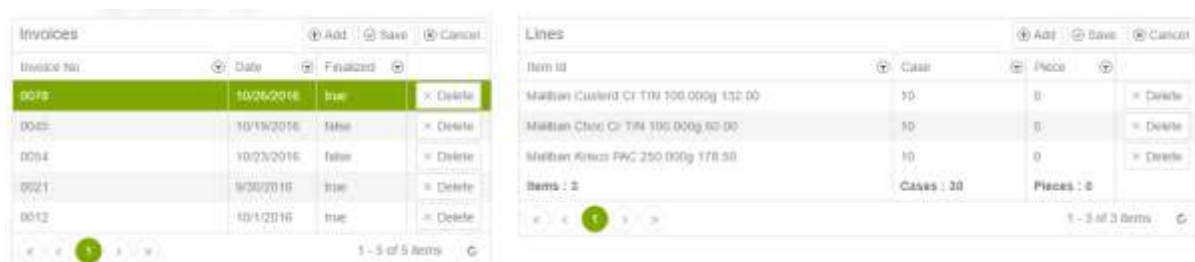 Invoices
Add Save Cancel
Invoice No Date Finalized
0078 10/26/2016 true Delete
0045 10/19/2016 false Delete
0054 10/23/2016 false Delete
0021 9/30/2016 true Delete
0012 10/1/2016 true Delete
1
1 - 5 of 5 items
Lines
Add Save Cancel
Item Id Case Piece
Maliban Custerd Cr TIN 100.000g 132.00 10 0 Delete
Maliban Choc Cr TIN 100.000g 60.00 10 0 Delete
Maliban Krisco PAC 250.000g 178.50 10 0 Delete
Items : 3 Cases : 30 Pieces : 0
1
1 - 3 of 3 items